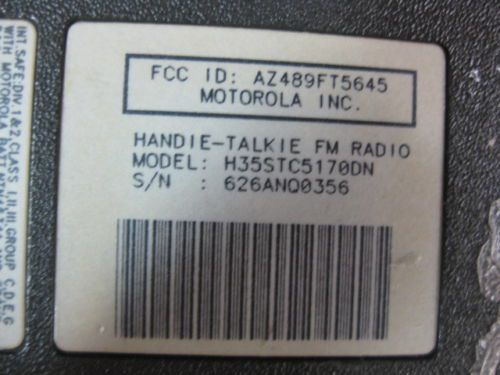 FCC ID: AZ489FT5645
MOTOROLA INC.
HANDIE-TALKIE FM RADIO
MODEL: H35STC5170DN
S/N : 626ANQ0356
INT. SAFE-DIV 1&2, CLASS I,II,III, GROUP C,D,E,G
WITH MOTOROLA BATT